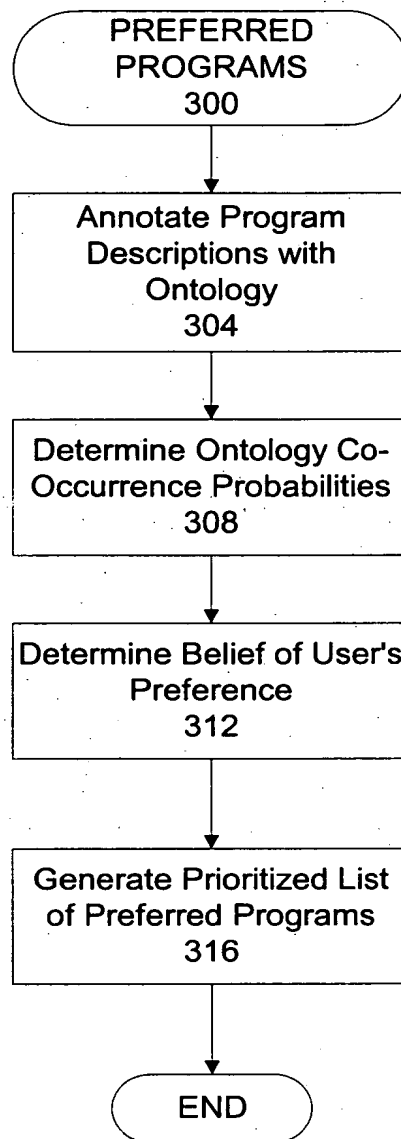 PREFERRED
PROGRAMS
300
Annotate Program
Descriptions with
Ontology
304
Determine Ontology Co-
Occurrence Probabilities
308
Determine Belief of User's
Preference
312
Generate Prioritized List
of Preferred Programs
316
END